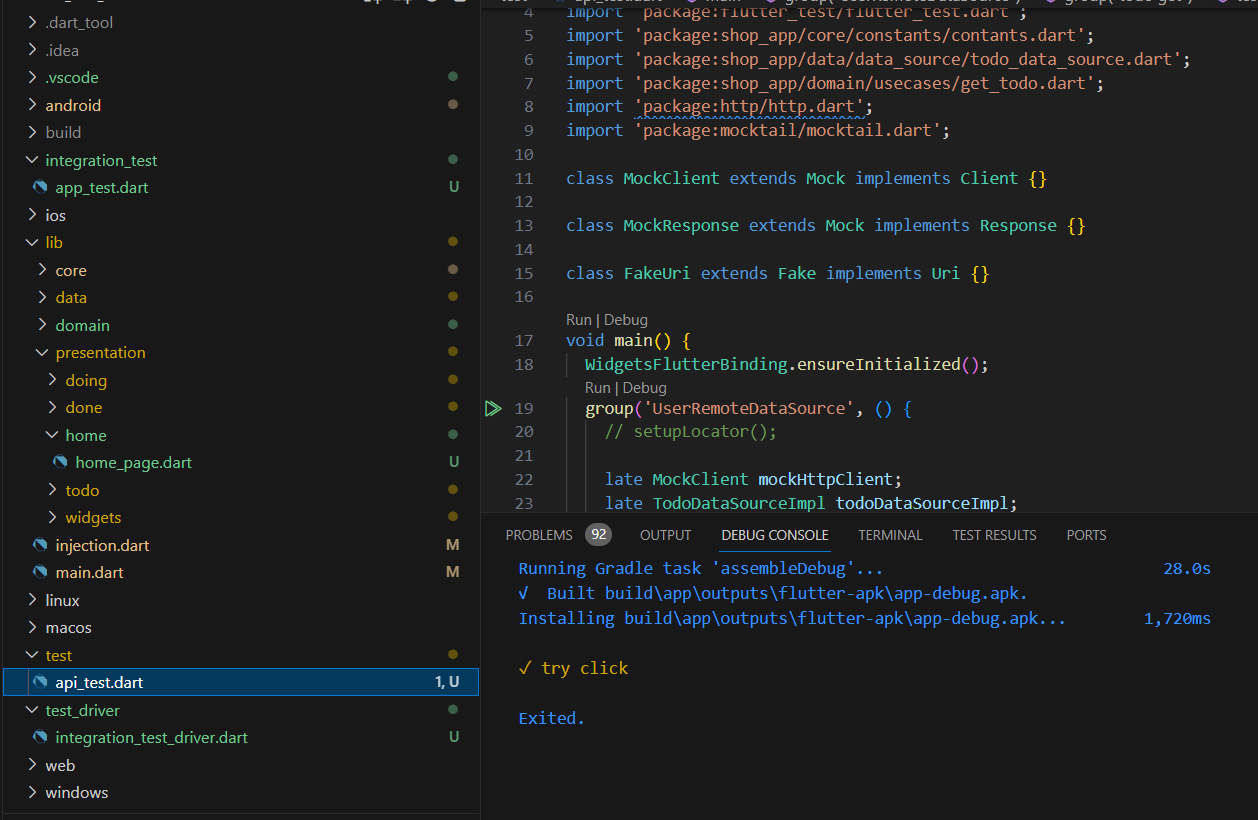 .dart_tool
.idea
.vscode
android
build
integration_test
app_test.dart U
ios
lib
core
data
domain
presentation
doing
done
home
home_page.dart U
todo
widgets
injection.dart M
main.dart M
linux
macos
test
api_test.dart 1, U
test_driver
integration_test_driver.dart U
web
windows
4 import 'package:flutter_test/flutter_test.dart';
5 import 'package:shop_app/core/constants/contants.dart';
6 import 'package:shop_app/data/data_source/todo_data_source.dart';
7 import 'package:shop_app/domain/usecases/get_todo.dart';
8 import 'package:http/http.dart';
9 import 'package:mocktail/mocktail.dart';
10
11 class MockClient extends Mock implements Client {}
12
13 class MockResponse extends Mock implements Response {}
14
15 class FakeUri extends Fake implements Uri {}
16
Run | Debug
17 void main() {
18 WidgetsFlutterBinding.ensureInitialized();
Run | Debug
19 group('UserRemoteDataSource', () {
20 // setupLocator();
21
22 late MockClient mockHttpClient;
23 late TodoDataSourceImpl todoDataSourceImpl;
PROBLEMS 92 OUTPUT DEBUG CONSOLE TERMINAL TEST RESULTS PORTS
Running Gradle task 'assembleDebug'... 28.0s
√ Built build\app\outputs\flutter-apk\app-debug.apk.
Installing build\app\outputs\flutter-apk\app-debug.apk... 1,720ms
✓ try click
Exited.